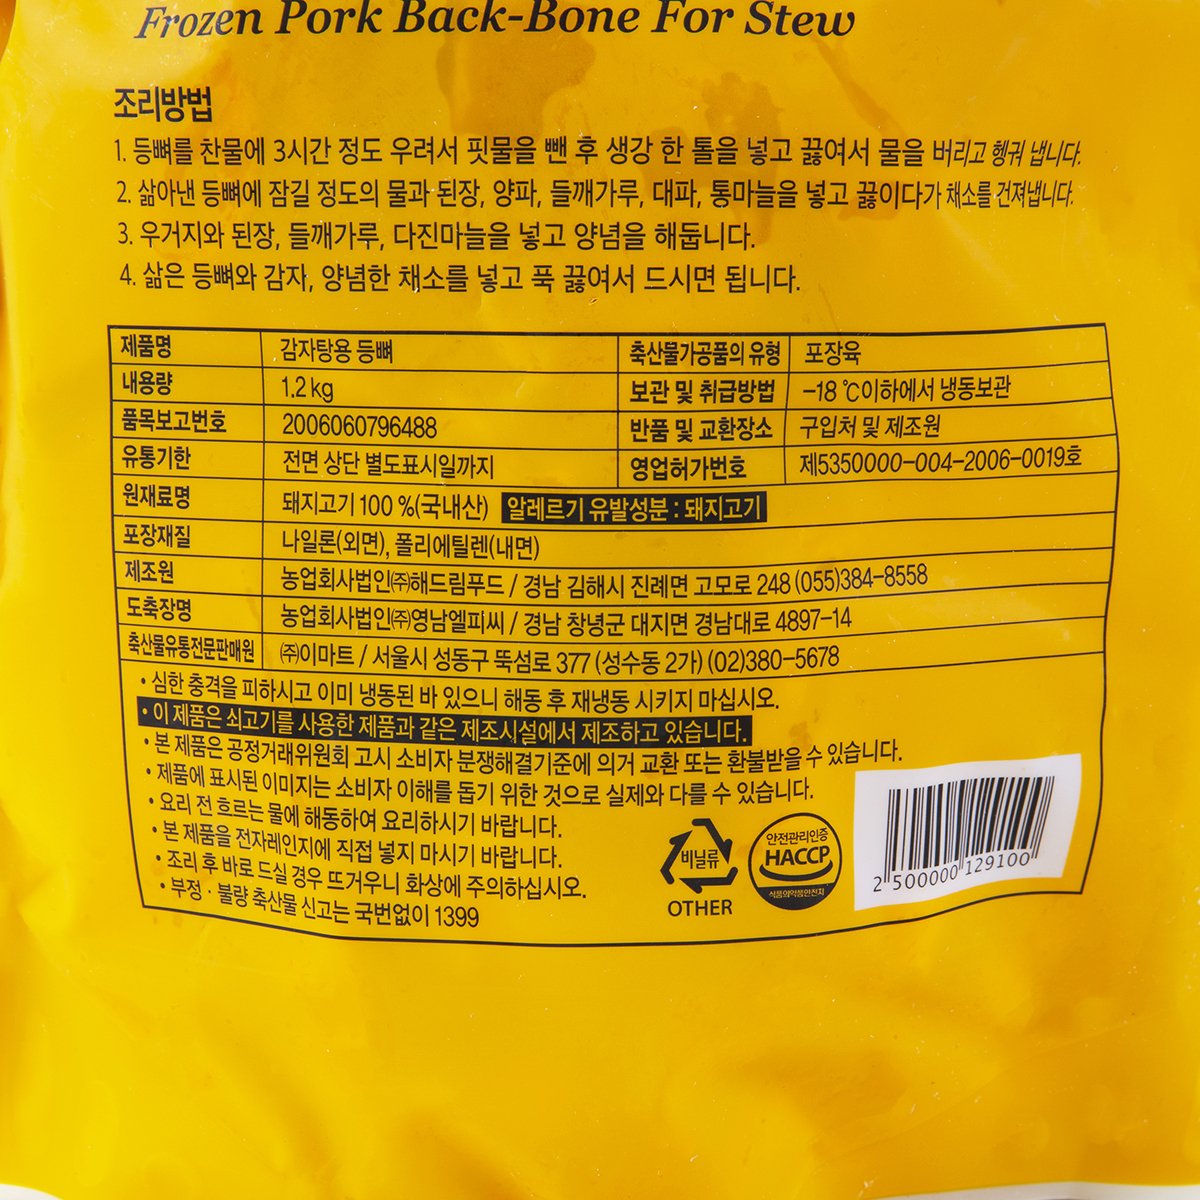 Frozen Pork Back-Bone For Stew
조리방법
1. 등뼈를 찬물에 3시간 정도 우려서 핏물을 뺀 후 생강 한 톨을 넣고 끓여서 물을 버리고 헹궈 냅니다.
2. 삶아낸 등뼈에 잠길 정도의 물과 된장, 양파, 들깨가루, 대파, 통마늘을 넣고 끓이다가 채소를 건져냅니다.
3. 우거지와 된장, 들깨가루, 다진마늘을 넣고 양념을 해둡니다.
4. 삶은 등뼈와 감자, 양념한 채소를 넣고 푹 끓여서 드시면 됩니다.
제품명 감자탕용 등뼈 축산물가공품의 유형 포장육
내용량 1.2 kg 보관 및 취급방법 -18 ℃이하에서 냉동보관
품목보고번호 2006060796488 반품 및 교환장소 구입처 및 제조원
유통기한 전면 상단 별도표시일까지 영업허가번호 제5350000-004-2006-0019호
원재료명 돼지고기 100 %(국내산) 알레르기 유발성분 : 돼지고기
포장재질 나일론(외면), 폴리에틸렌(내면)
제조원 농업회사법인㈜해드림푸드 / 경남 김해시 진례면 고모로 248 (055)384-8558
도축장명 농업회사법인㈜영남엘피씨 / 경남 창녕군 대지면 경남대로 4897-14
축산물유통전문판매원 ㈜이마트 / 서울시 성동구 뚝섬로 377 (성수동 2가) (02)380-5678
• 심한 충격을 피하시고 이미 냉동된 바 있으니 해동 후 재냉동 시키지 마십시오.
• 이 제품은 쇠고기를 사용한 제품과 같은 제조시설에서 제조하고 있습니다.
• 본 제품은 공정거래위원회 고시 소비자 분쟁해결기준에 의거 교환 또는 환불받을 수 있습니다.
• 제품에 표시된 이미지는 소비자 이해를 돕기 위한 것으로 실제와 다를 수 있습니다.
• 요리 전 흐르는 물에 해동하여 요리하시기 바랍니다.
• 본 제품을 전자레인지에 직접 넣지 마시기 바랍니다.
• 조리 후 바로 드실 경우 뜨거우니 화상에 주의하십시오.
• 부정 · 불량 축산물 신고는 국번없이 1399
비닐류
OTHER
안전관리인증
HACCP
식품의약품안전처
2 500000 129100